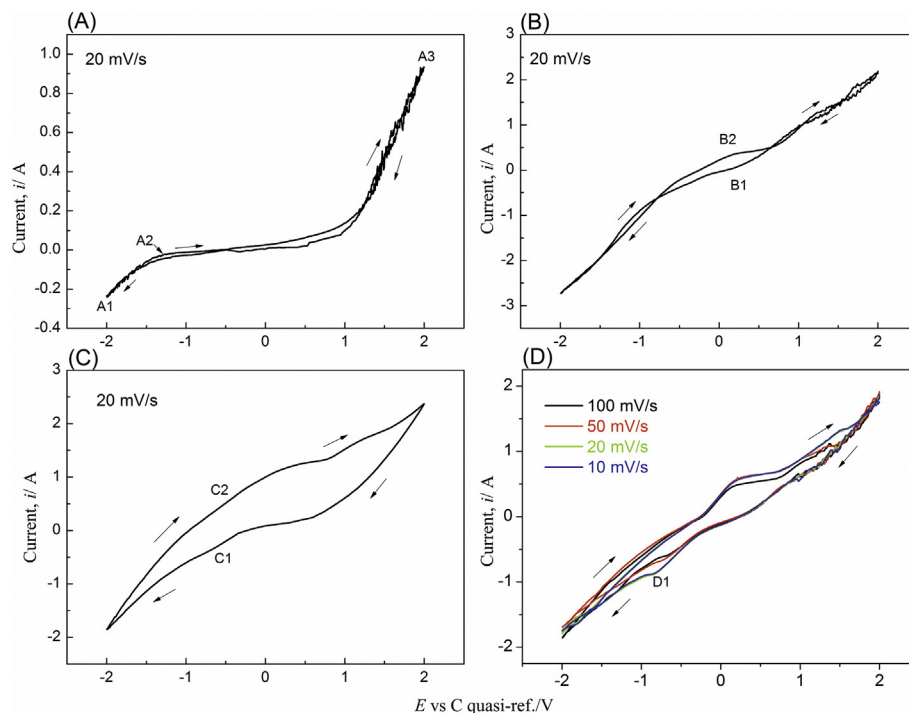 (A)
20 mV/s
A3
A2
A1
1.0
0.8
0.6
0.4
0.2
0.0
-0.2
-0.4
-2 -1 0 1 2
Current, i/ A
(B)
20 mV/s
B2
B1
3
2
1
0
-1
-2
-3
-2 -1 0 1 2
Current, i/ A
(C)
20 mV/s
C2
C1
3
2
1
0
-1
-2
-2 -1 0 1 2
Current, i/ A
(D)
100 mV/s
50 mV/s
20 mV/s
10 mV/s
D1
2
1
0
-1
-2
-2 -1 0 1 2
Current, i/ A
E vs C quasi-ref./V